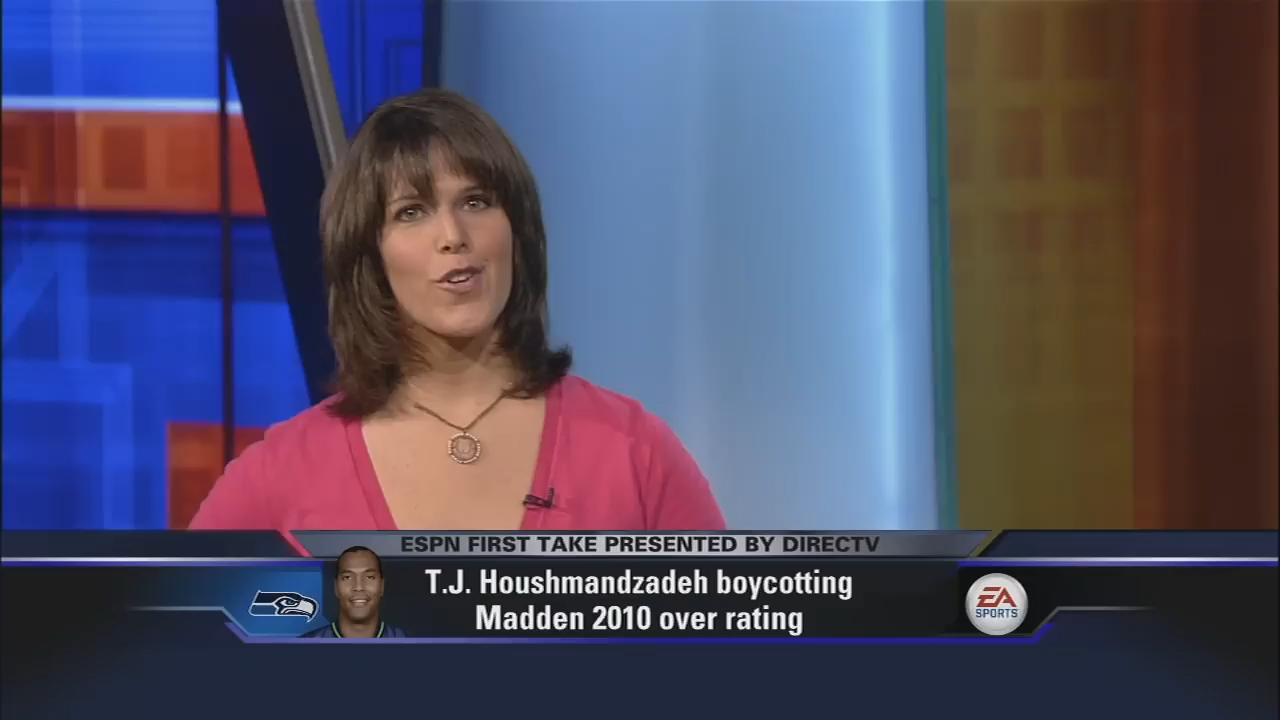 ESPN FIRST TAKE PRESENTED BY DIRECTV
T.J. Houshmandzadeh boycotting
Madden 2010 over rating
EA
SPORTS